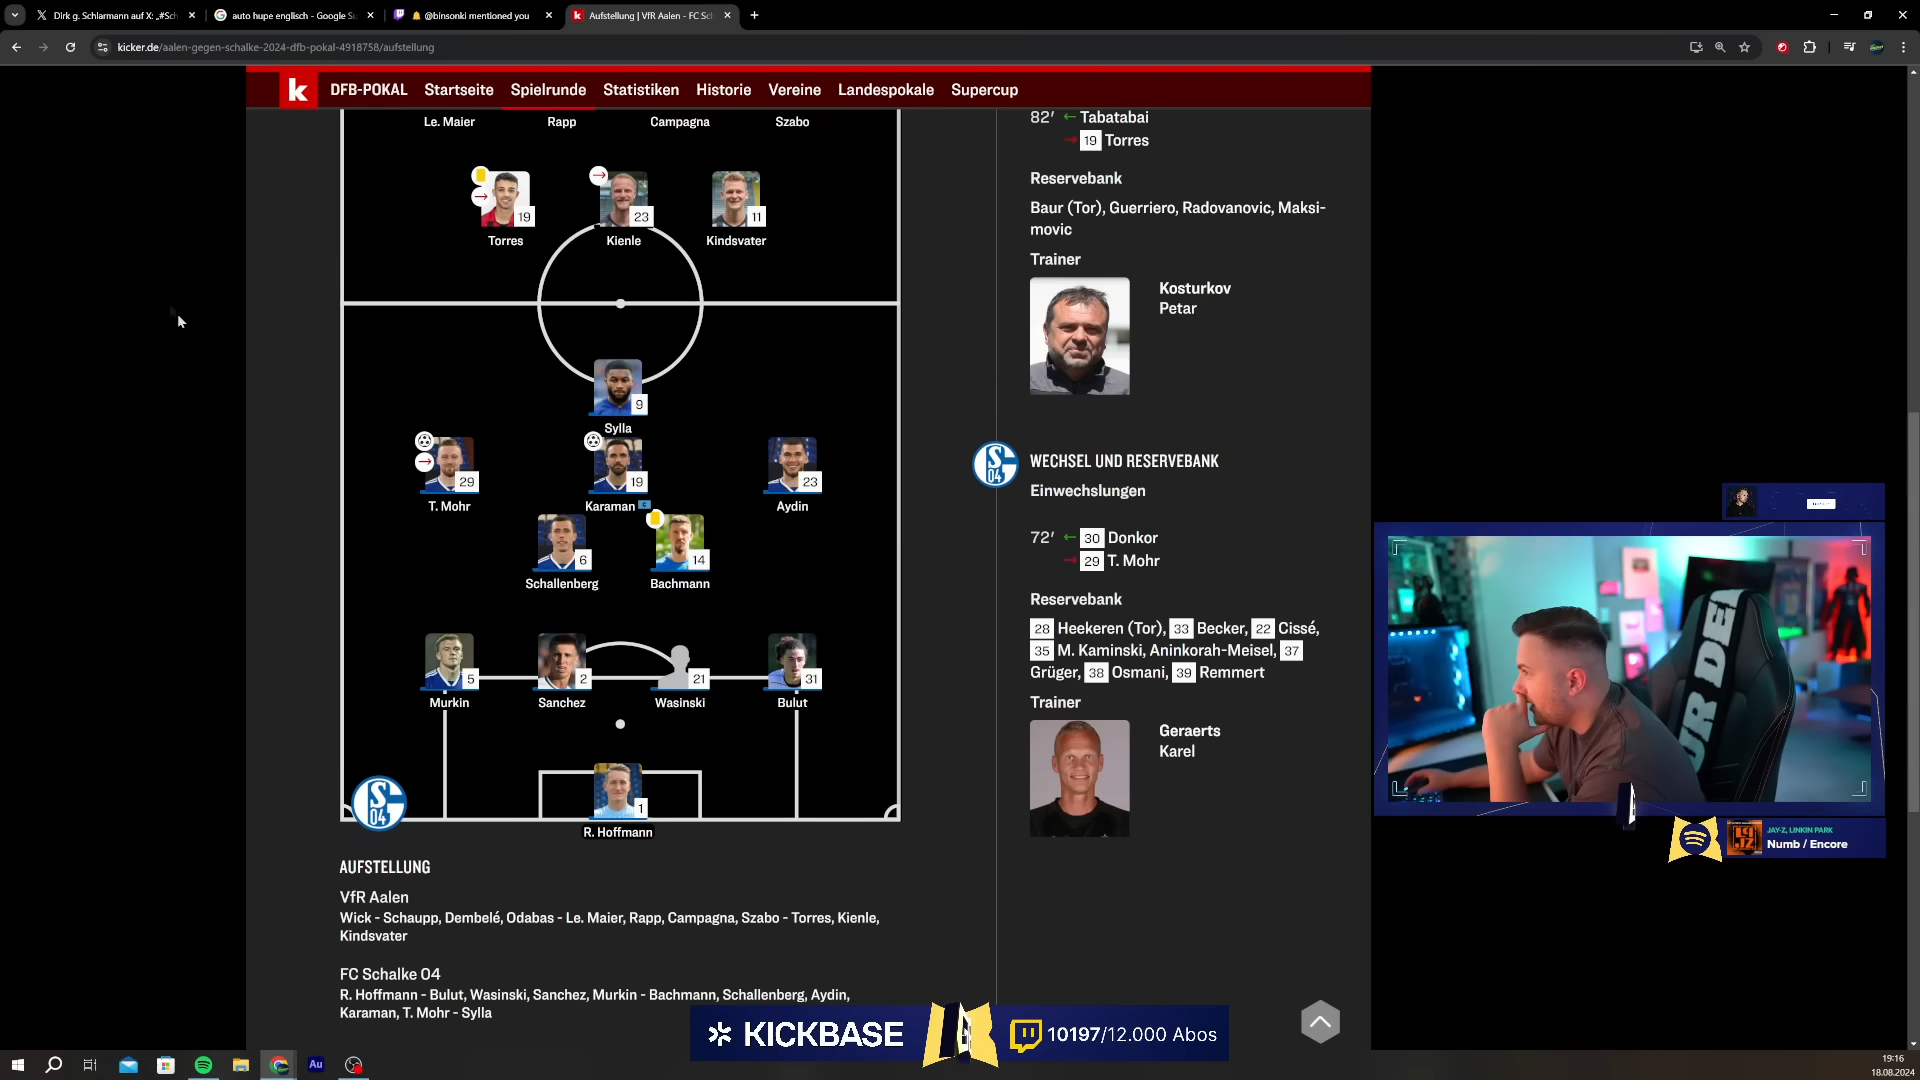 Dirk g. Schlarmann auf X: „#Sch
auto hupe englisch - Google Su
@binsonki mentioned you
Aufstellung | VfR Aalen - FC Sc
kicker.de/aalen-gegen-schalke-2024-dfb-pokal-4918758/aufstellung
k
DFB-POKAL
Startseite
Spielrunde
Statistiken
Historie
Vereine
Landespokale
Supercup
Le. Maier
Rapp
Campagna
Szabo
19
23
11
Torres
Kienle
Kindsvater
9
Sylla
29
19
23
T. Mohr
Karaman
Aydin
6
14
Schallenberg
Bachmann
5
2
21
31
Murkin
Sanchez
Wasinski
Bulut
1
S04
R. Hoffmann
AUFSTELLUNG
VfR Aalen
Wick - Schaupp, Dembelé, Odabas - Le. Maier, Rapp, Campagna, Szabo - Torres, Kienle,
Kindsvater
FC Schalke 04
R. Hoffmann - Bulut, Wasinski, Sanchez, Murkin - Bachmann, Schallenberg, Aydin,
Karaman, T. Mohr - Sylla
82' Tabatabai
19 Torres
Reservebank
Baur (Tor), Guerriero, Radovanovic, Maksi-
movic
Trainer
Kosturkov
Petar
S04
WECHSEL UND RESERVEBANK
Einwechslungen
72' 30 Donkor
29 T. Mohr
Reservebank
28 Heekeren (Tor), 33 Becker, 22 Cissé,
35 M. Kaminski, Aninkorah-Meisel, 37
Grüger, 38 Osmani, 39 Remmert
Trainer
Geraerts
Karel
UR DE
UR DE
JAY-Z, LINKIN PARK
Numb / Encore
KICKBASE
10197/12.000 Abos
Au
19:16
18.08.2024